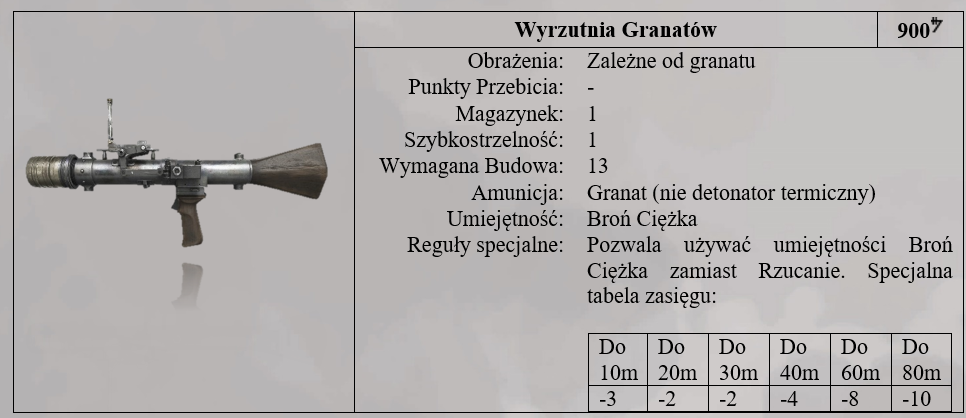 Wyrzutnia Granatów 900
Obrażenia: Zależne od granatu
Punkty Przebicia: -
Magazynek: 1
Szybkostrzelność: 1
Wymagana Budowa: 13
Amunicja: Granat (nie detonator termiczny)
Umiejętność: Broń Ciężka
Reguły specjalne: Pozwala używać umiejętności Broń
Ciężka zamiast Rzucanie. Specjalna
tabela zasięgu:
Do Do Do Do Do Do
10m 20m 30m 40m 60m 80m
-3 -2 -2 -4 -8 -10